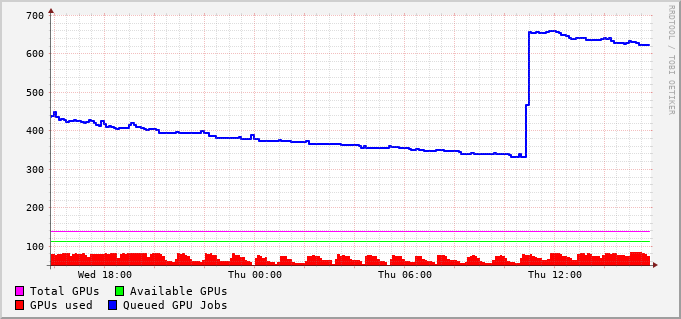 700
600
500
400
300
200
100
Wed 18:00 Thu 00:00 Thu 06:00 Thu 12:00
Total GPUs Available GPUs
GPUs used Queued GPU Jobs
RRDTOOL / TOBI OETIKER